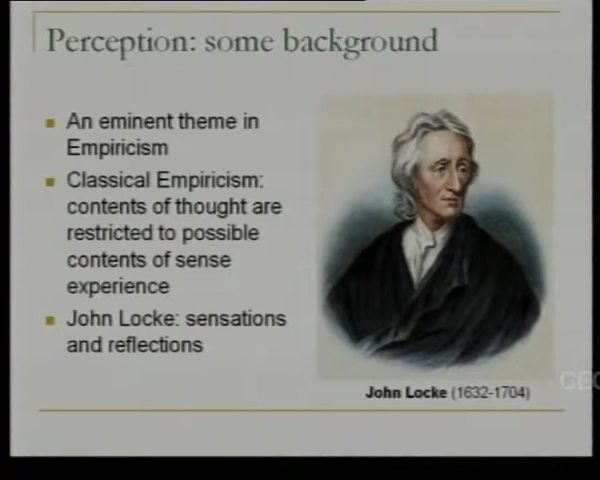 Perception: some background
An eminent theme in
Empiricism
Classical Empiricism:
contents of thought are
restricted to possible
contents of sense
experience
John Locke: sensations
and reflections
John Locke (1632-1704)